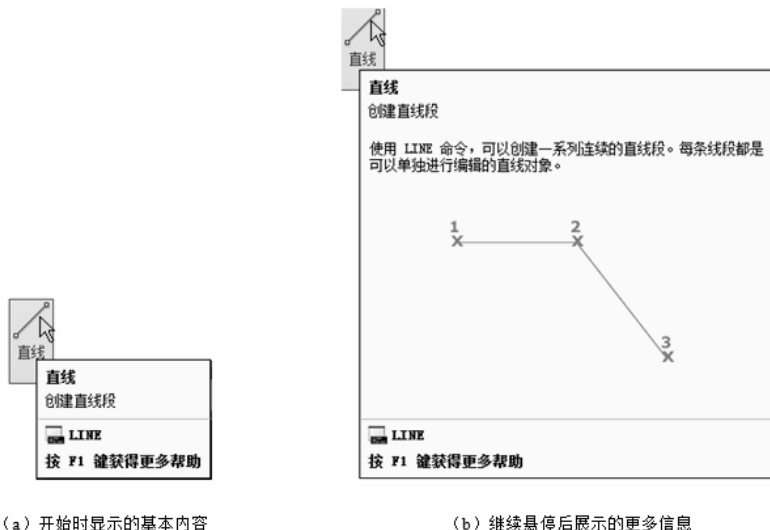 直线
直线
创建直线段
使用 LINE 命令，可以创建一系列连续的直线段。每条线段都是
可以单独进行编辑的直线对象。
1
2
3
LINE
按 F1 键获得更多帮助
直线
直线
创建直线段
LINE
按 F1 键获得更多帮助
（a）开始时显示的基本内容
（b）继续悬停后展示的更多信息